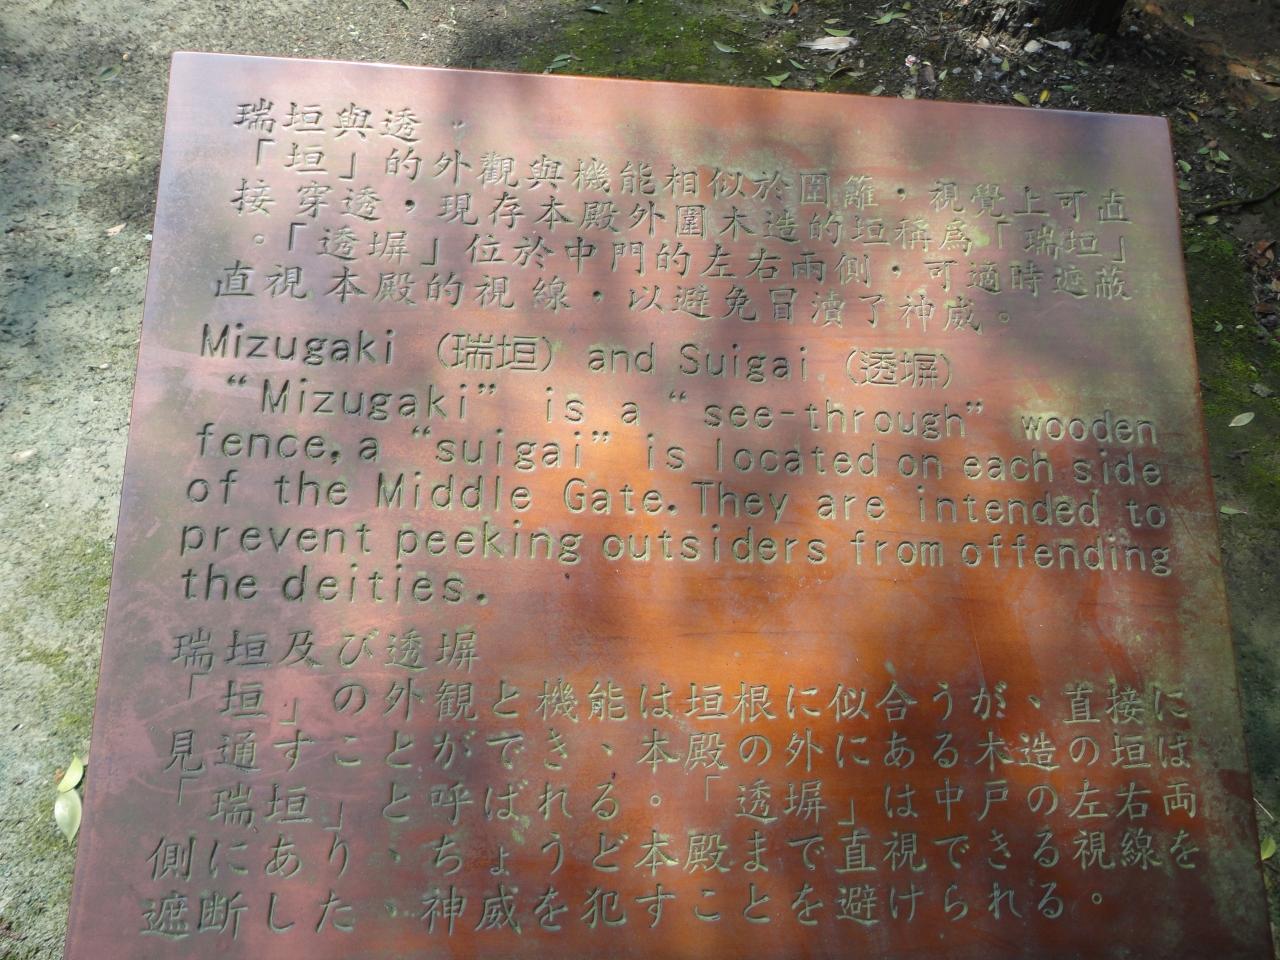 瑞垣與透
「垣」的外觀與機能相似於圍籬，視覺上可直
接穿透，現存本殿外圍木造的垣稱為「瑞垣」
。「透塀」位於中門的左右兩側，可適時遮蔽
直視本殿的視線，以避免冒瀆了神威。
Mizugaki （瑞垣） and Suigai （透塀）
“Mizugaki” is a “see-through” wooden
fence, a “suigai” is located on each side
of the Middle Gate. They are intended to
prevent peeking outsiders from offending
the deities.
瑞垣及び透塀
「垣」の外観と機能は垣根に似合うが、直接に
見通すことができ、本殿の外にある木造の垣は
「瑞垣」と呼ばれる。「透塀」は中戸の左右両
側にあり、ちょうど本殿まで直視できる視線を
遮断した、神威を犯すことを避けられる。